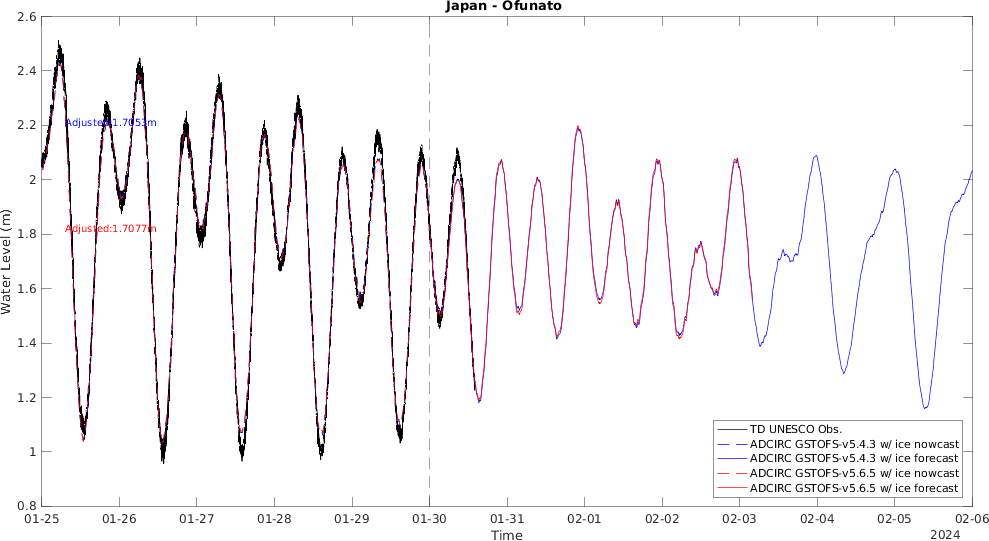 Japan - Ofunato
2.6
2.4
2.2
2
1.8
1.6
1.4
1.2
1
0.8
Water Level (m)
Adjusted:1.7053m
Adjusted:1.7077m
TD UNESCO Obs.
ADCIRC GSTOFS-v5.4.3 w/ ice nowcast
ADCIRC GSTOFS-v5.4.3 w/ ice forecast
ADCIRC GSTOFS-v5.6.5 w/ ice nowcast
ADCIRC GSTOFS-v5.6.5 w/ ice forecast
01-25 01-26 01-27 01-28 01-29 01-30 01-31 02-01 02-02 02-03 02-04 02-05 02-06
Time
2024